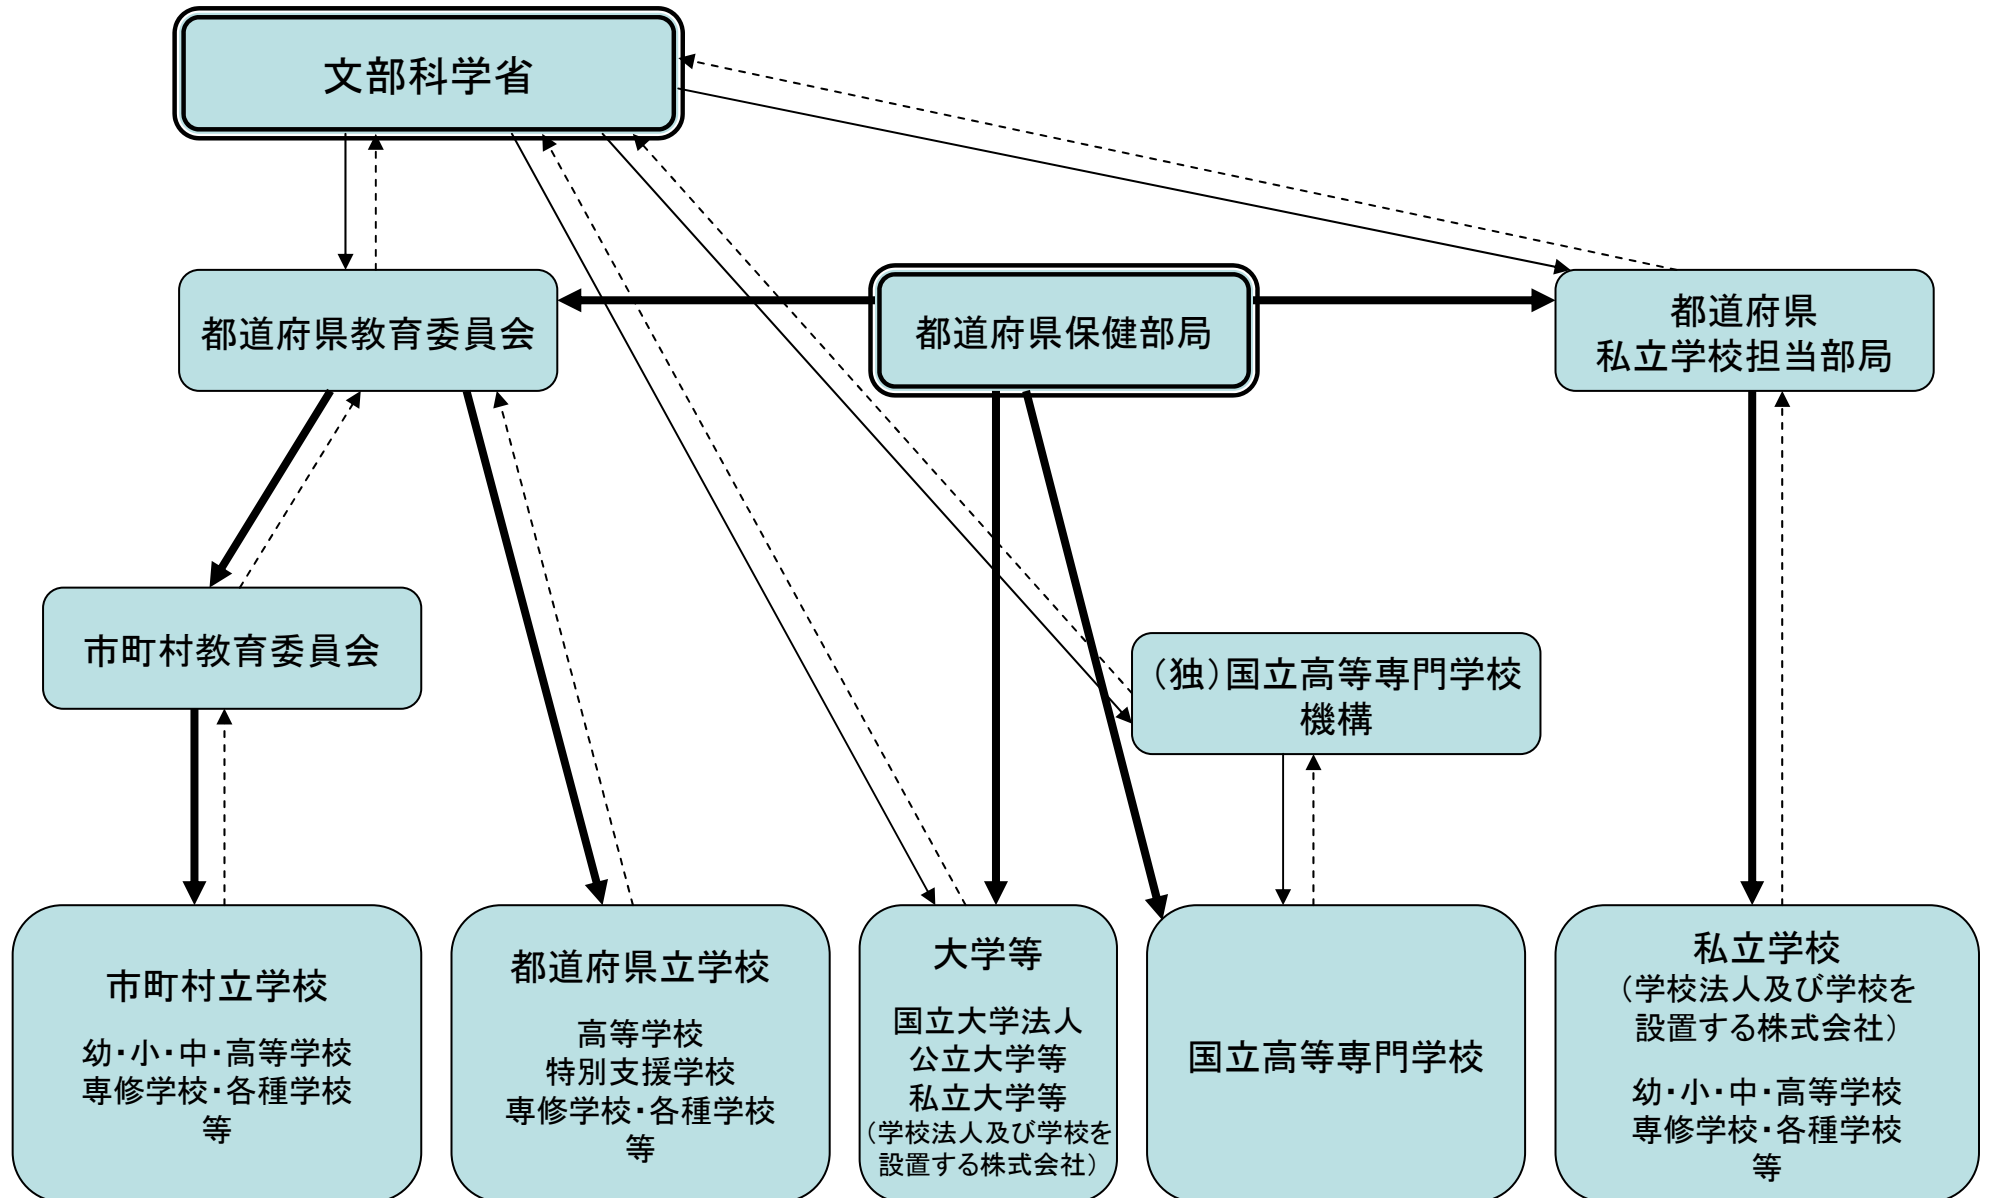 文部科学省
都道府県教育委員会
都道府県保健部局
都道府県
私立学校担当部局
市町村教育委員会
(独)国立高等専門学校
機構
市町村立学校
幼・小・中・高等学校
専修学校・各種学校
等
都道府県立学校
高等学校
特別支援学校
専修学校・各種学校
等
大学等
国立大学法人
公立大学等
私立大学等
(学校法人及び学校を
設置する株式会社)
国立高等専門学校
私立学校
(学校法人及び学校を
設置する株式会社)
幼・小・中・高等学校
専修学校・各種学校
等